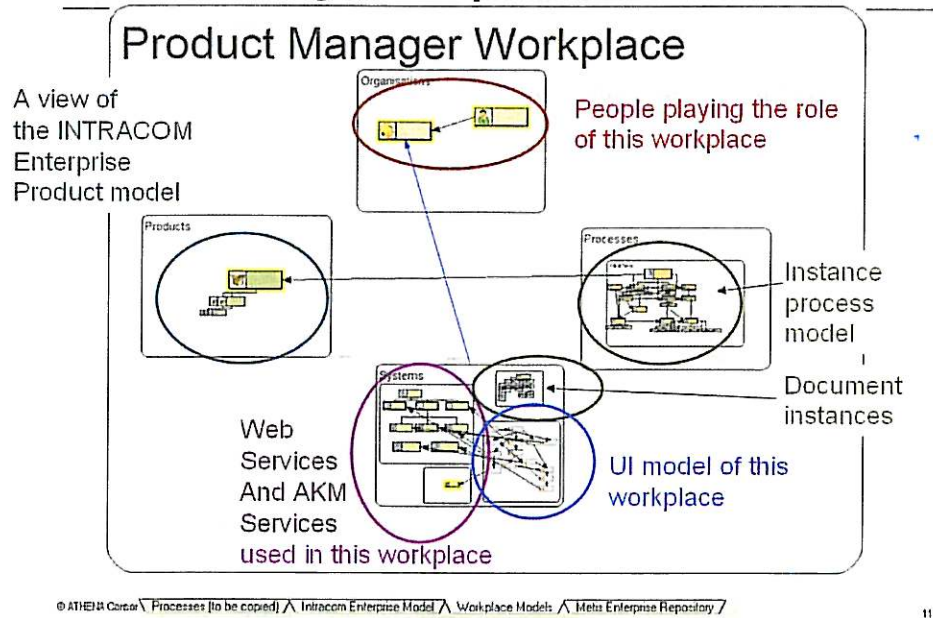 Product Manager Workplace
Organisations
A view of
the INTRACOM
Enterprise
Product model
People playing the role
of this workplace
Products
Processes
Instance
process
model
Systems
Document
instances
Web
Services
And AKM
Services
used in this workplace
UI model of this
workplace
Processes (to be copied)
Intracom Enterprise Model
Workplace Models
Metis Enterprise Repository
11